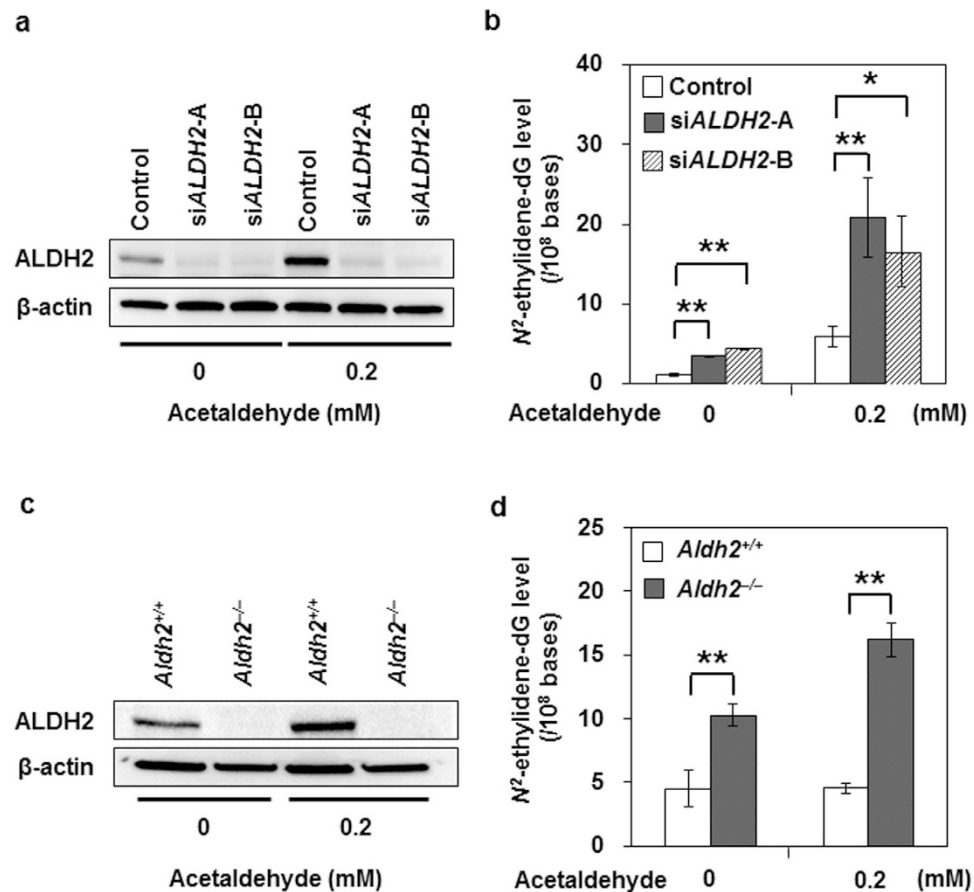 a
Control
siALDH2-A
siALDH2-B
Control
siALDH2-A
siALDH2-B
ALDH2
β-actin
0
0.2
Acetaldehyde (mM)
b
N²-ethylidene-dG level
(/10⁸ bases)
40
30
20
10
0
Control
siALDH2-A
siALDH2-B
**
**
**
*
Acetaldehyde 0 0.2 (mM)
c
Aldh2⁺/⁺
Aldh2⁻/⁻
Aldh2⁺/⁺
Aldh2⁻/⁻
ALDH2
β-actin
0
0.2
Acetaldehyde (mM)
d
N²-ethylidene-dG level
(/10⁸ bases)
25
20
15
10
5
0
Aldh2⁺/⁺
Aldh2⁻/⁻
**
**
Acetaldehyde 0 0.2 (mM)